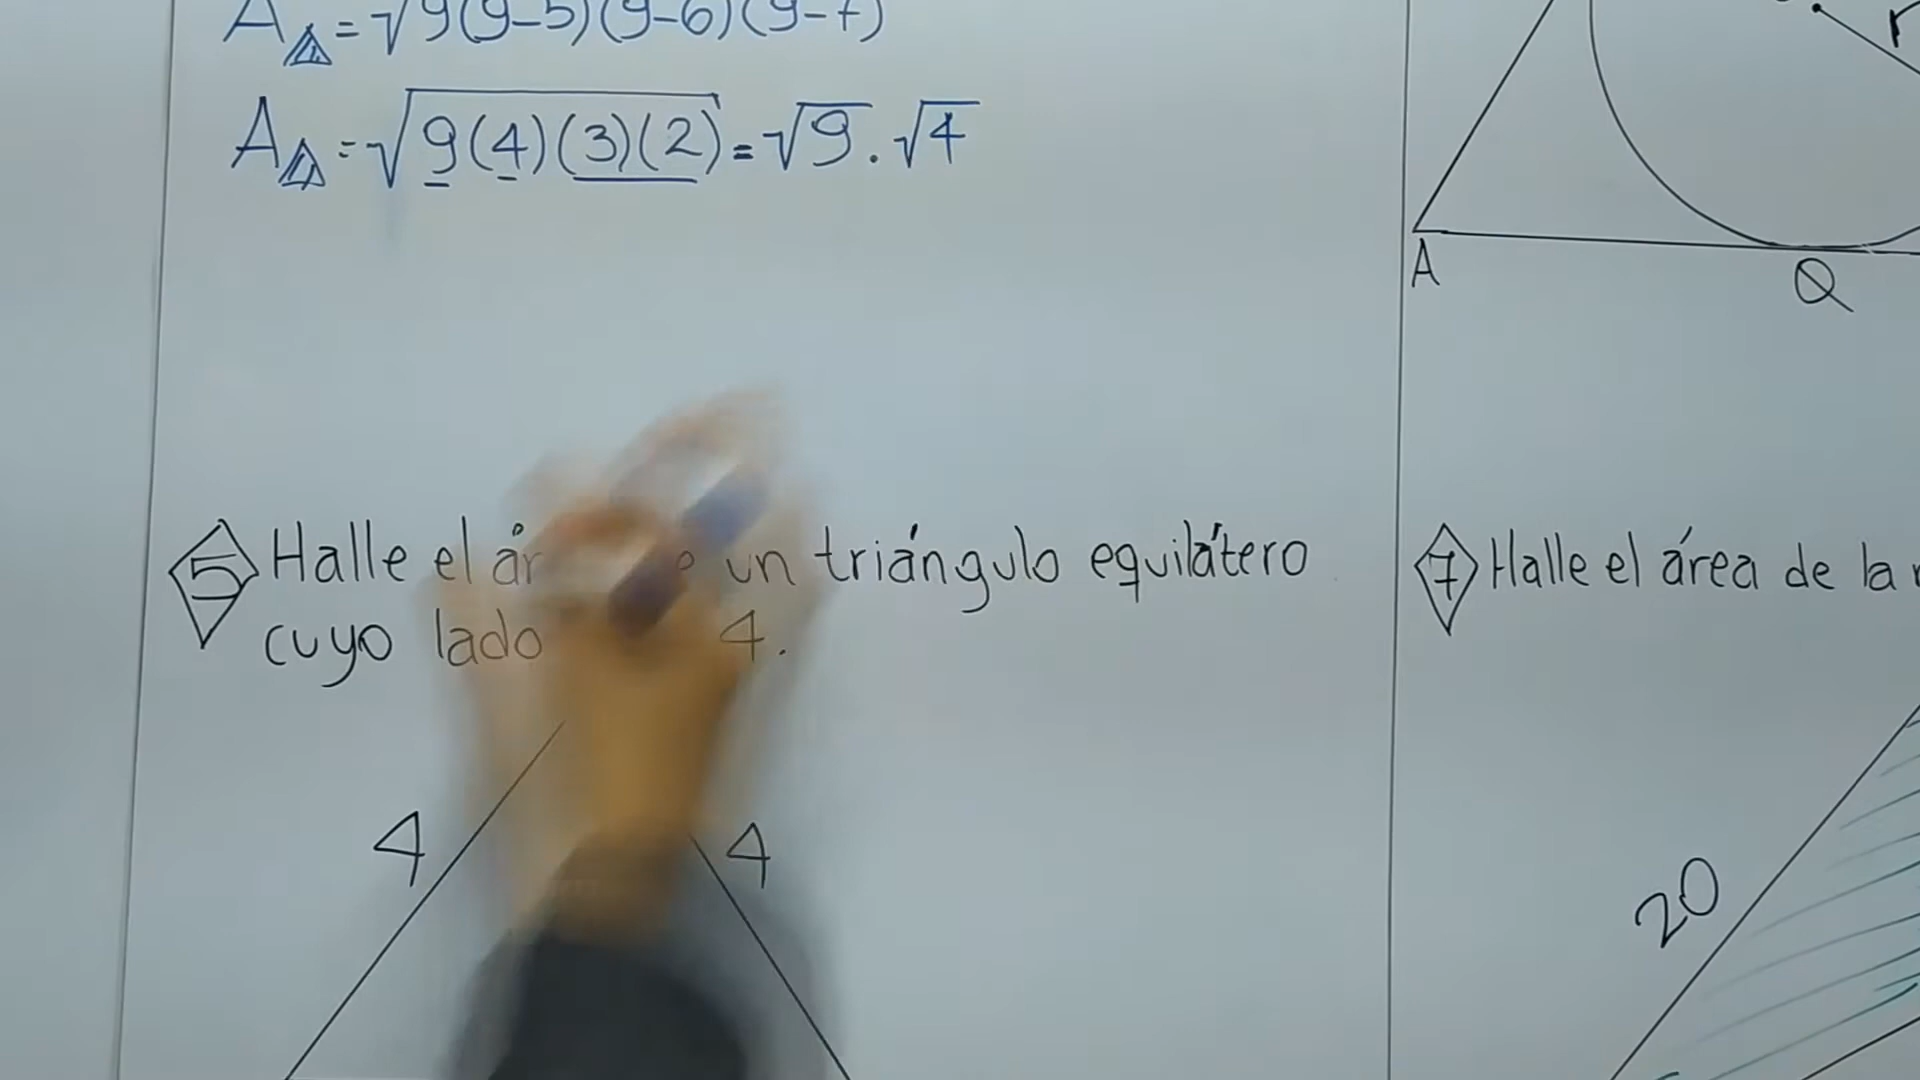 A = √9(9-5)(9-6)(9-7)
A = √9(4)(3)(2) = √9 . √4
5 Halle el un triángulo equilátero
cuyo lado 4.
4
4
r
A
Q
7 Halle el área de la
20